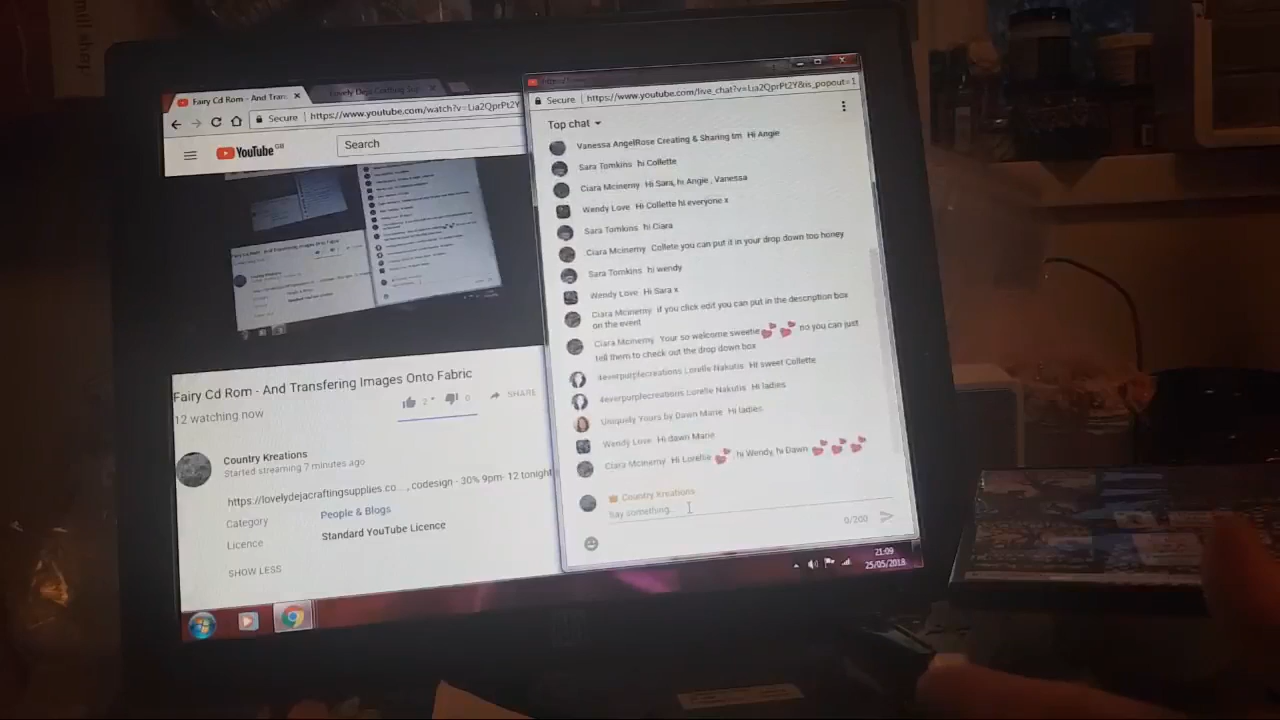 Fairy Cd Rom - And Tran
Lovely Deja Crafting Sup
Secure https://www.youtube.com/watch?v=Lia2QprPt2Y
YouTube GB
Search
Fairy Cd Rom - And Transfering Images Onto Fabric
12 watching now
2 0 SHARE
Country Kreations
Started streaming 7 minutes ago
https://lovelydejacraftingsupplies.co... , codesign - 30% 9pm- 12 tonight
Category People & Blogs
Licence Standard YouTube Licence
SHOW LESS
Secure https://www.youtube.com/live_chat?v=Lia2QprPt2Y&is_popout=1
Top chat
Vanessa AngelRose Creating & Sharing tm Hi Angie
Sara Tomkins hi Collette
Ciara Mcinerny Hi Sara, hi Angie , Vanessa
Wendy Love Hi Collette hi everyone x
Sara Tomkins hi Ciara
Ciara Mcinerny Collete you can put it in your drop down too honey
Sara Tomkins hi wendy
Wendy Love Hi Sara x
Ciara Mcinerny if you click edit you can put in the description box
on the event
Ciara Mcinerny Your so welcome sweetie💕 💕 no you can just
tell them to check out the drop down box
4everpurplecreations Lorelle Nakutis Hi sweet Collette
4everpurplecreations Lorelle Nakutis Hi ladies
Uniquely Yours by Dawn Marie Hi ladies
Wendy Love Hi dawn Marie
Ciara Mcinerny Hi Lorellie 💕 hi Wendy, hi Dawn 💕 💕 💕
Country Kreations
Say something...
0/200
21:09
25/05/2018